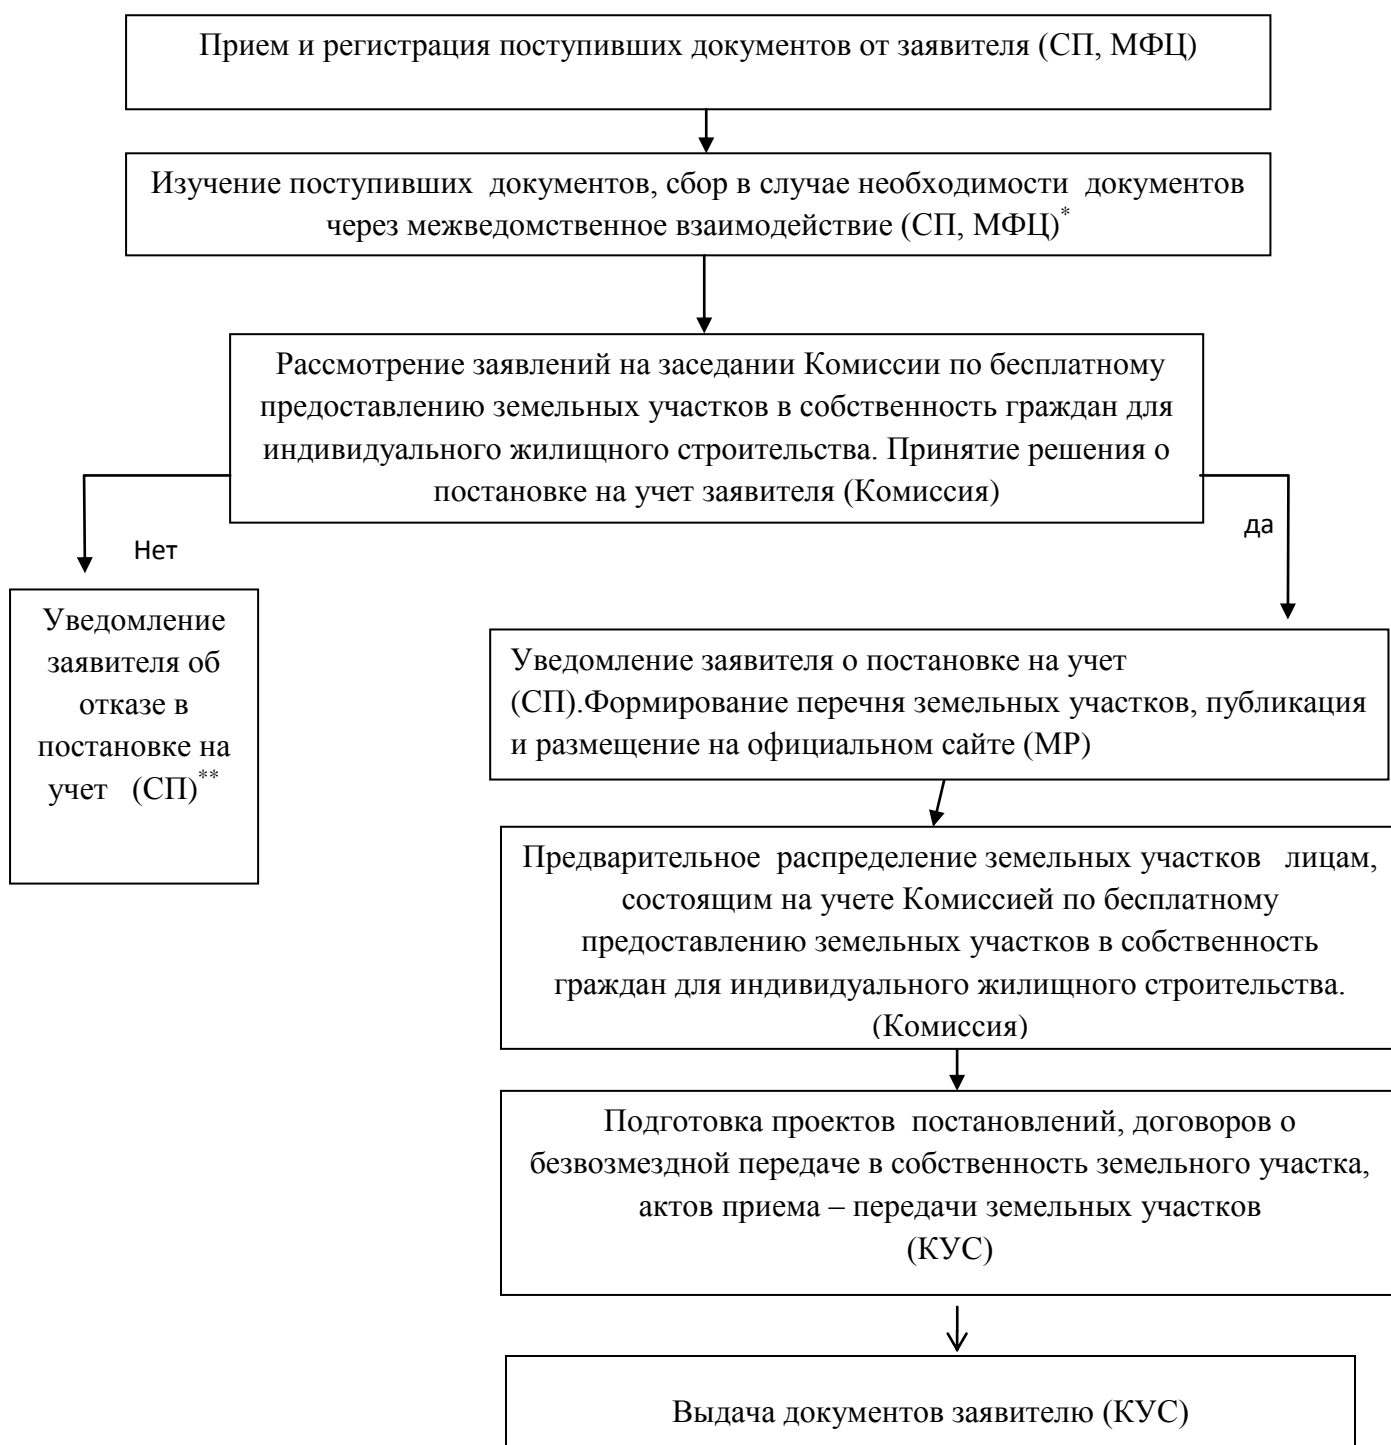 Прием и регистрация поступивших документов от заявителя (СП, МФЦ)
Изучение поступивших документов, сбор в случае необходимости документов
через межведомственное взаимодействие (СП, МФЦ)*
Рассмотрение заявлений на заседании Комиссии по бесплатному
предоставлению земельных участков в собственность граждан для
индивидуального жилищного строительства. Принятие решения о
постановке на учет заявителя (Комиссия)
Нет
да
Уведомление
заявителя об
отказе в
постановке на
учет (СП)**
Уведомление заявителя о постановке на учет
(СП).Формирование перечня земельных участков, публикация
и размещение на официальном сайте (МР)
Предварительное распределение земельных участков лицам,
состоящим на учете Комиссией по бесплатному
предоставлению земельных участков в собственность
граждан для индивидуального жилищного строительства.
(Комиссия)
Подготовка проектов постановлений, договоров о
безвозмездной передаче в собственность земельного участка,
актов приема – передачи земельных участков
(КУС)
Выдача документов заявителю (КУС)